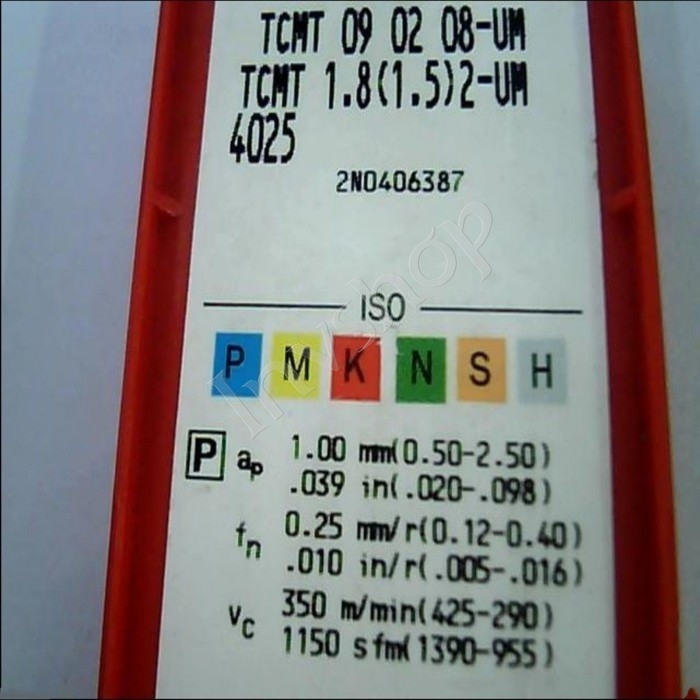 TCMT 09 02 08-UM
TCMT 1.8(1.5)2-UM
4025
2N0406387
ISO
P M K N S H
P ap 1.00 mm(0.50-2.50)
.039 in(.020-.098)
fn 0.25 mm/r(0.12-0.40)
.010 in/r(.005-.016)
vc 350 m/min(425-290)
1150 sfm(1390-955)